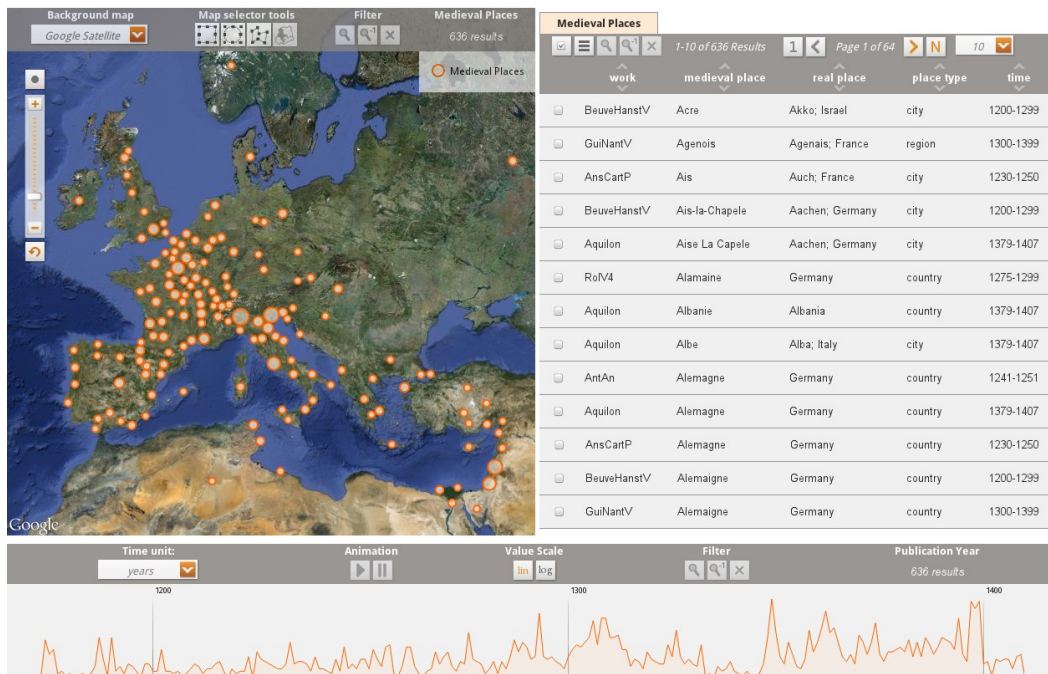 Background map
Map selector tools
Filter
Medieval Places
Google Satellite
636 results
Medieval Places
Google
Medieval Places
1-10 of 636 Results
1
Page 1 of 64
N
10
work medieval place real place place type time
BeuveHanstV Acre Akko; Israel city 1200-1299
GuiNantV Agenois Agenais; France region 1300-1399
AnsCartP Ais Auch; France city 1230-1250
BeuveHanstV Ais-la-Chapele Aachen; Germany city 1200-1299
Aquilon Aise La Capele Aachen; Germany city 1379-1407
RolV4 Alamaine Germany country 1275-1299
Aquilon Albanie Albania country 1379-1407
Aquilon Albe Alba; Italy city 1379-1407
AntAn Alemagne Germany country 1241-1251
Aquilon Alemagne Germany country 1379-1407
AnsCartP Alemagne Germany country 1230-1250
BeuveHanstV Alemaigne Germany country 1200-1299
GuiNantV Alemaigne Germany country 1300-1399
Time unit:
Animation
Value Scale
Filter
Publication Year
years
lin log
636 results
1200 1300 1400